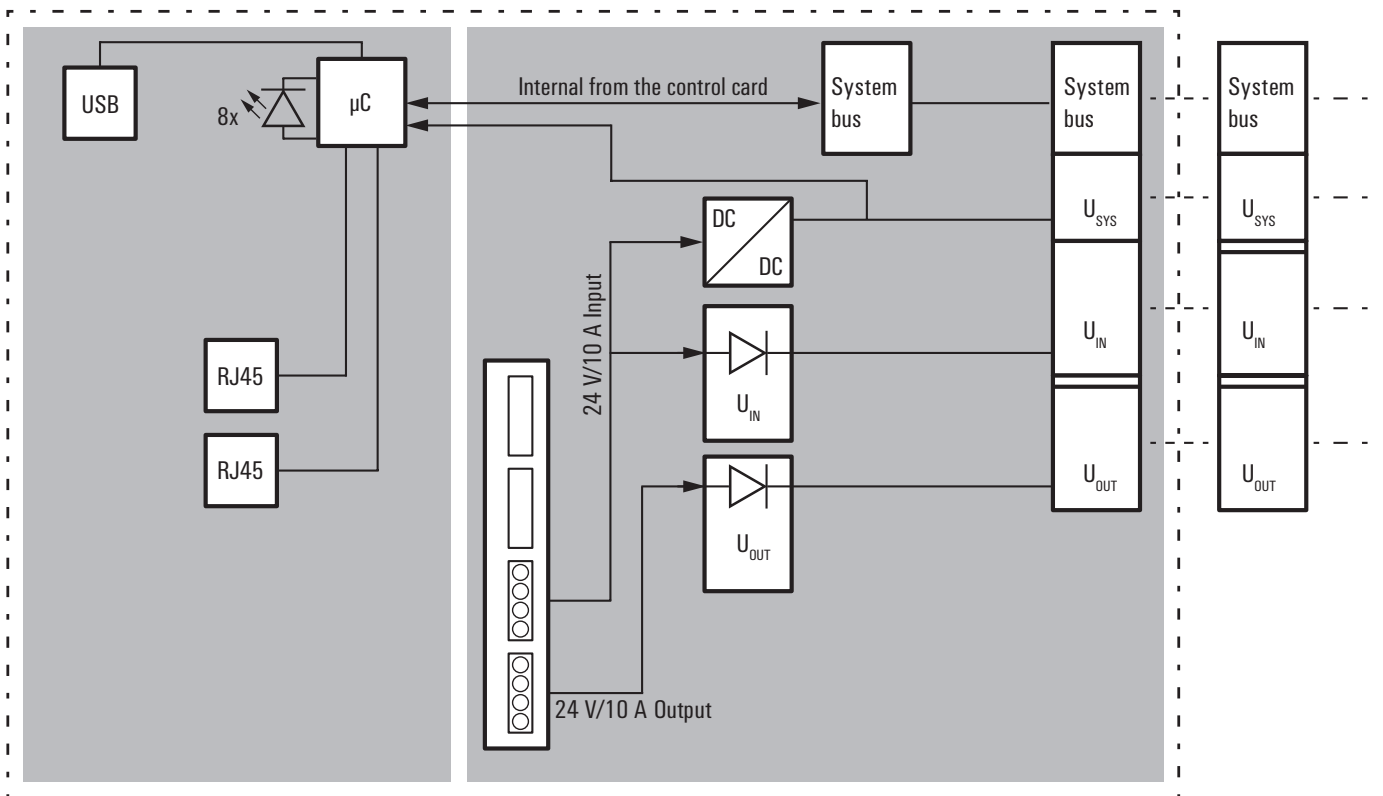 USB
8x
µC
Internal from the control card
System
bus
System
bus
System
bus
DC
DC
U_SYS
U_SYS
24 V/10 A Input
U_IN
U_IN
U_IN
RJ45
RJ45
U_OUT
U_OUT
U_OUT
24 V/10 A Output